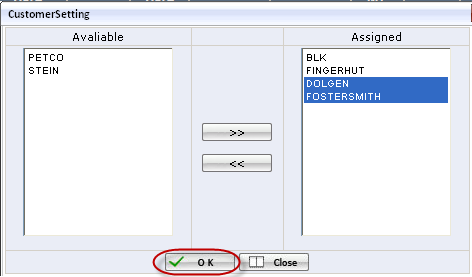 CustomerSetting
Avaliable
Assigned
PETCO
STEIN
BLK
FINGERHUT
DOLGEN
FOSTERSMITH
>>
<<
O K
Close